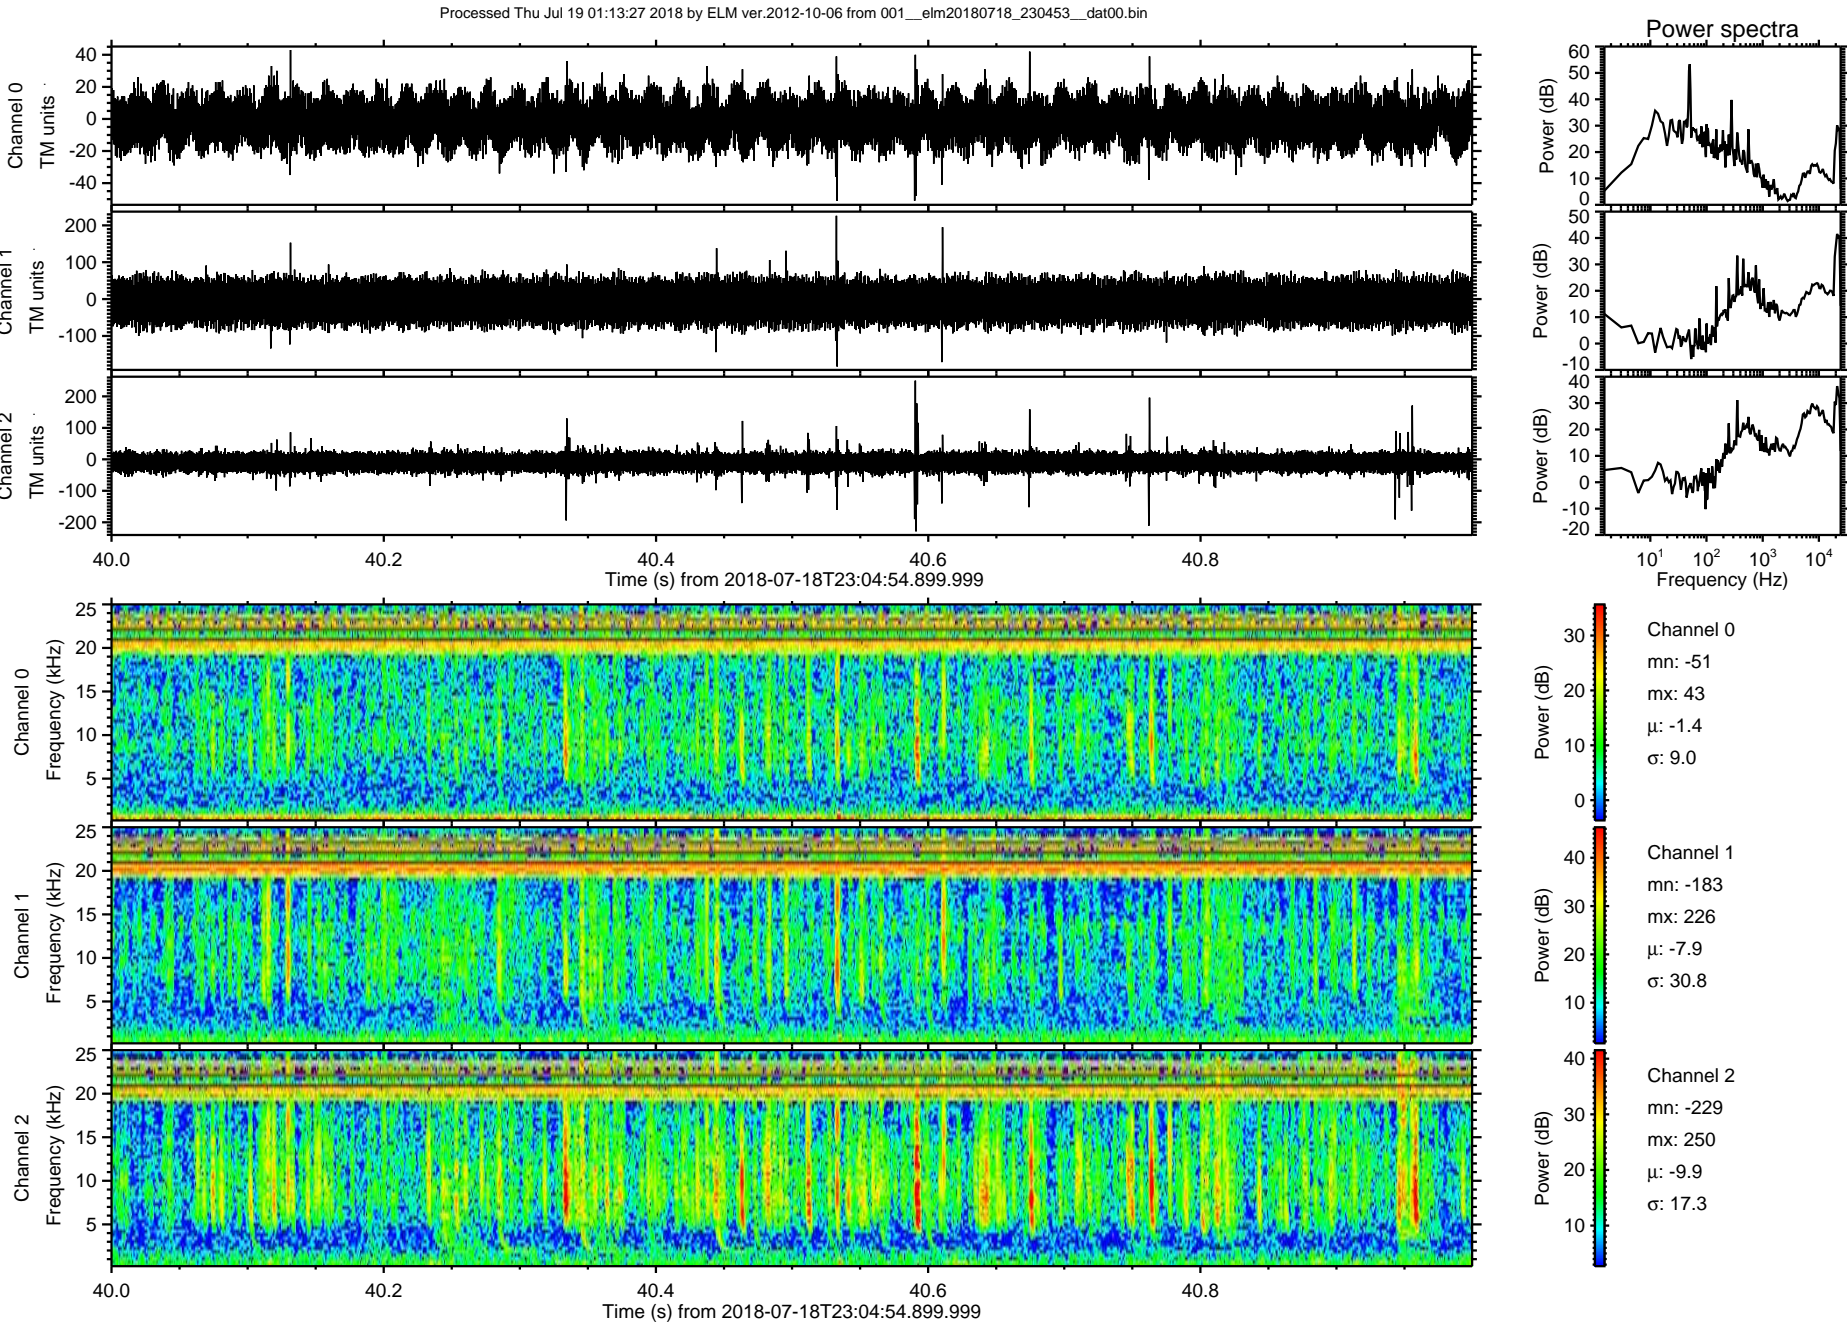 Processed Thu Jul 19 01:13:27 2018 by ELM ver.2012-10-06 from 001__elm20180718_230453__dat00.bin
Power spectra
Channel 0
TM units
40
20
0
-20
-40
Power (dB)
60
50
40
30
20
10
0
Channel 1
TM units
200
100
0
-100
Power (dB)
50
40
30
20
10
0
-10
Channel 2
TM units
200
100
0
-100
-200
Power (dB)
40
30
20
10
0
-10
-20
40.0 40.2 40.4 40.6 40.8
Time (s) from 2018-07-18T23:04:54.899.999
10^1 10^2 10^3 10^4
Frequency (Hz)
Channel 0
Frequency (kHz)
25
20
15
10
5
Power (dB)
30
20
10
0
Channel 0
mn: -51
mx: 43
μ: -1.4
σ: 9.0
Channel 1
Frequency (kHz)
25
20
15
10
5
Power (dB)
40
30
20
10
Channel 1
mn: -183
mx: 226
μ: -7.9
σ: 30.8
Channel 2
Frequency (kHz)
25
20
15
10
5
Power (dB)
40
30
20
10
Channel 2
mn: -229
mx: 250
μ: -9.9
σ: 17.3
40.0 40.2 40.4 40.6 40.8
Time (s) from 2018-07-18T23:04:54.899.999